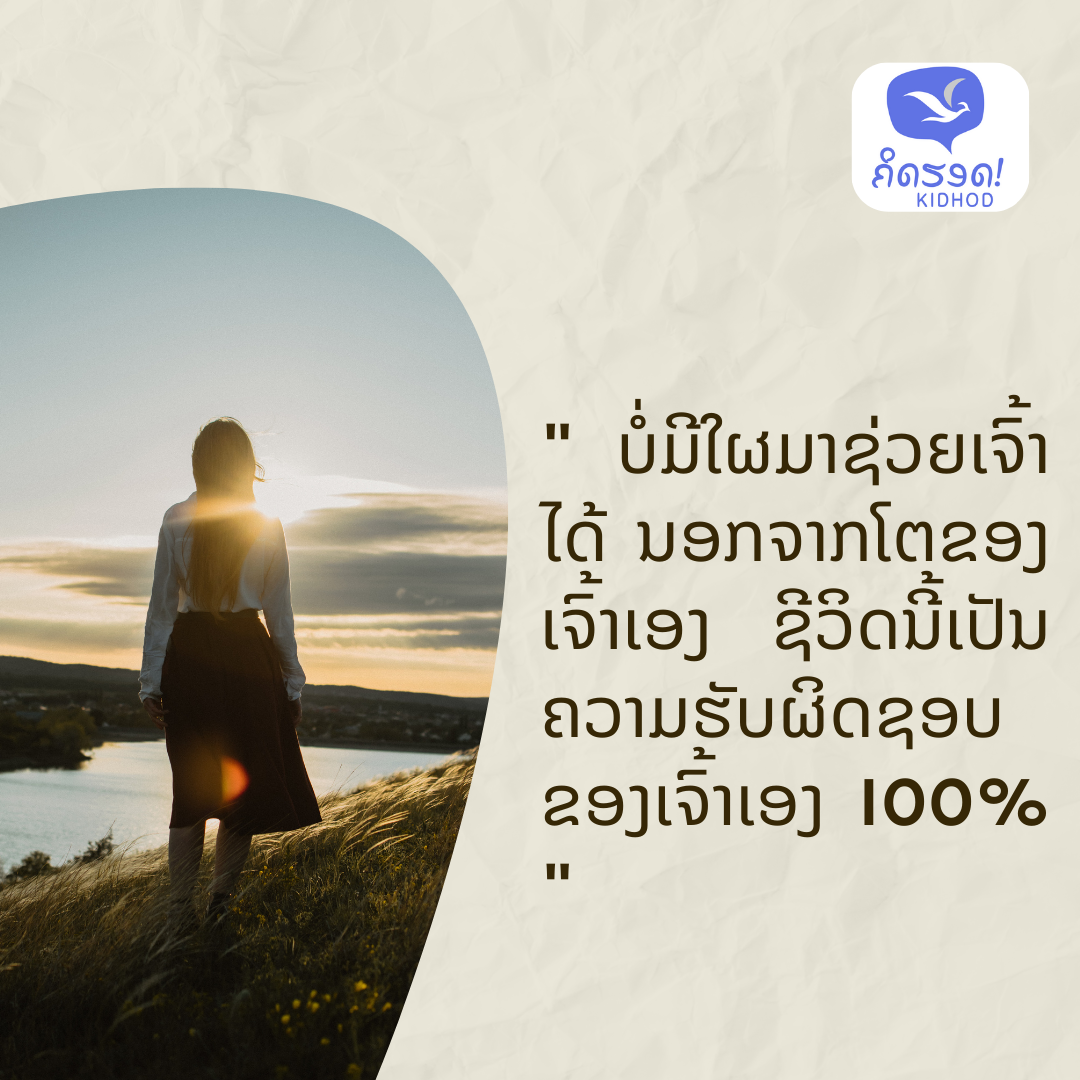 ຄິດຮອດ!
KIDHOD
" ບໍ່ມີໃຜມາຊ່ວຍເຈົ້າ
ໄດ້ ນອກຈາກໂຕຂອງ
ເຈົ້າເອງ ຊີວິດນີ້ເປັນ
ຄວາມຮັບຜິດຊອບ
ຂອງເຈົ້າເອງ 100%
"